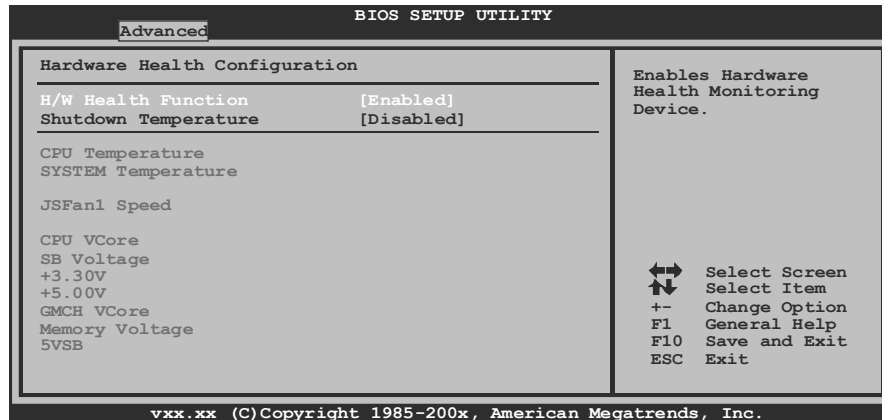 BIOS SETUP UTILITY
Advanced
Hardware Health Configuration
H/W Health Function [Enabled]
Shutdown Temperature [Disabled]
CPU Temperature
SYSTEM Temperature
JSFan1 Speed
CPU VCore
SB Voltage
+3.30V
+5.00V
GMCH VCore
Memory Voltage
5VSB
Enables Hardware
Health Monitoring
Device.
Select Screen
Select Item
+- Change Option
F1 General Help
F10 Save and Exit
ESC Exit
vxx.xx (C)Copyright 1985-200x, American Megatrends, Inc.